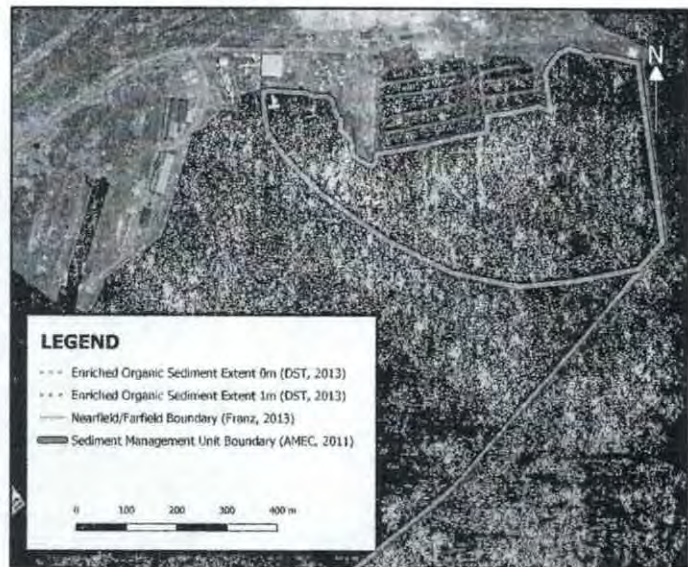 N
LEGEND
Enriched Organic Sediment Extent 0m (DST, 2013)
Enriched Organic Sediment Extent 1m (DST, 2013)
Nearfield/Farfield Boundary (Franz, 2013)
Sediment Management Unit Boundary (AMEC, 2011)
0 100 200 300 400 m